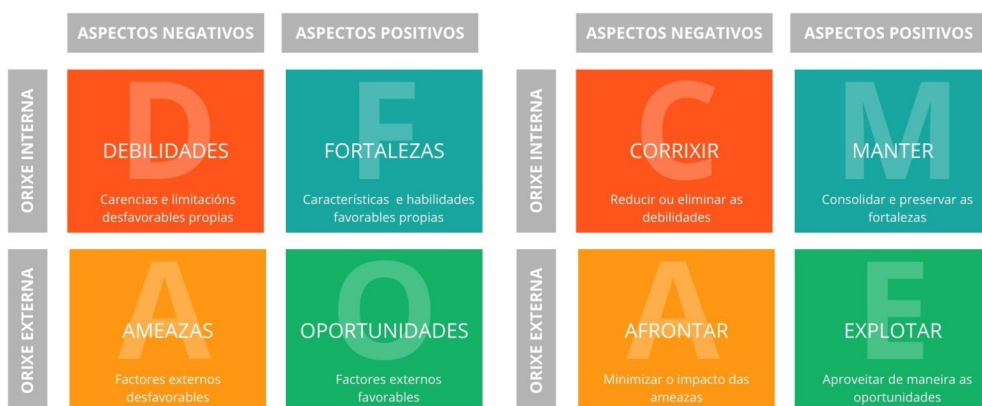 ASPECTOS NEGATIVOS
ASPECTOS POSITIVOS
ORIXE INTERNA
D
DEBILIDADES
Carencias e limitacións
desfavorables propias
F
FORTALEZAS
Características e habilidades
favorables propias
ORIXE EXTERNA
A
AMEAZAS
Factores externos
desfavorables
O
OPORTUNIDADES
Factores externos
favorables
ASPECTOS NEGATIVOS
ASPECTOS POSITIVOS
ORIXE INTERNA
C
CORRIXIR
Reducir ou eliminar as
debilidades
M
MANTER
Consolidar e preservar as
fortalezas
ORIXE EXTERNA
A
AFRONTAR
Minimizar o impacto das
ameazas
E
EXPLOTAR
Aproveitar de maneira as
oportunidades